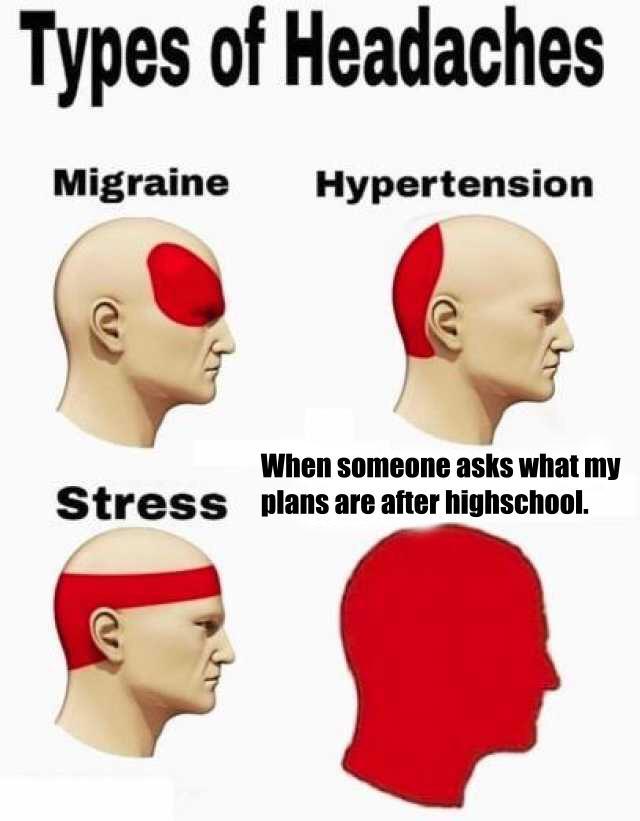 Types of Headaches
Migraine
Hypertension
When someone asks what my
plans are after highschool.
Stress